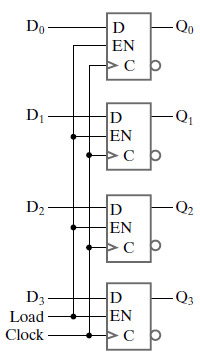 D₀ D Q₀
EN
C
D₁ D Q₁
EN
C
D₂ D Q₂
EN
C
D₃ D Q₃
Load EN
Clock C